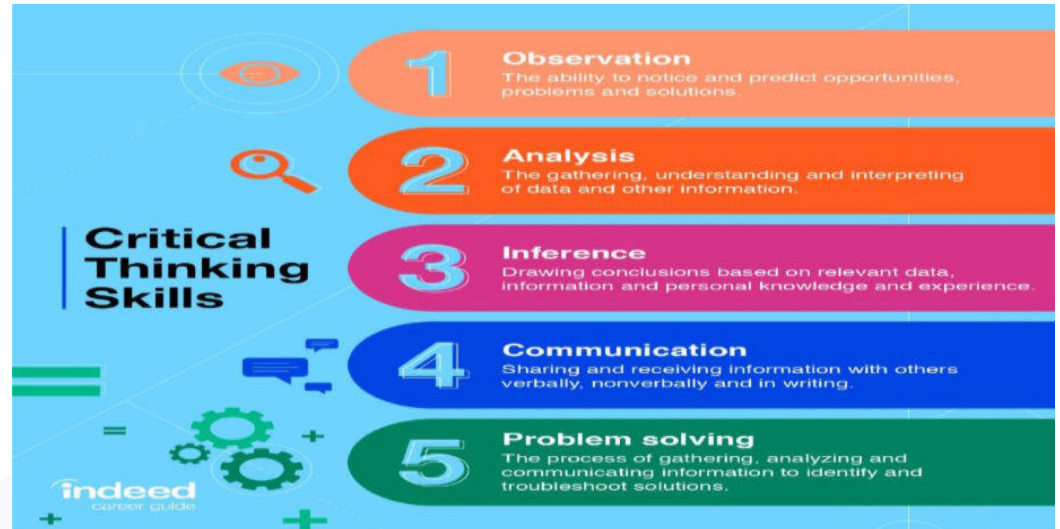 Critical
Thinking
Skills
1
Observation
The ability to notice and predict opportunities,
problems and solutions.
2
Analysis
The gathering, understanding and interpreting
of data and other information.
3
Inference
Drawing conclusions based on relevant data,
information and personal knowledge and experience.
4
Communication
Sharing and receiving information with others
verbally, nonverbally and in writing.
5
Problem solving
The process of gathering, analyzing and
communicating information to identify and
troubleshoot solutions.
indeed
career guide